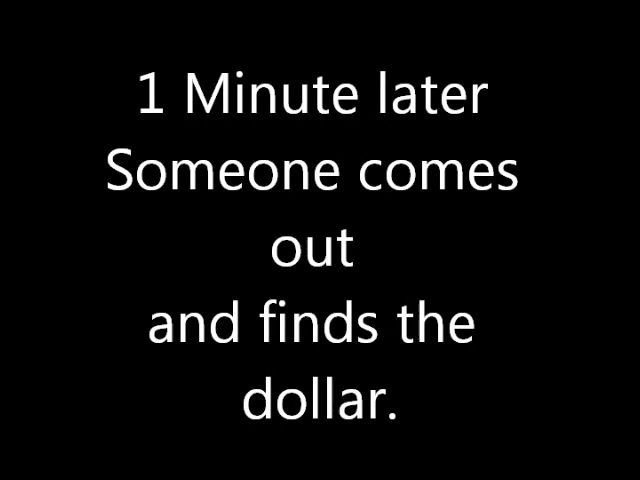 1 Minute later
Someone comes
out
and finds the
dollar.